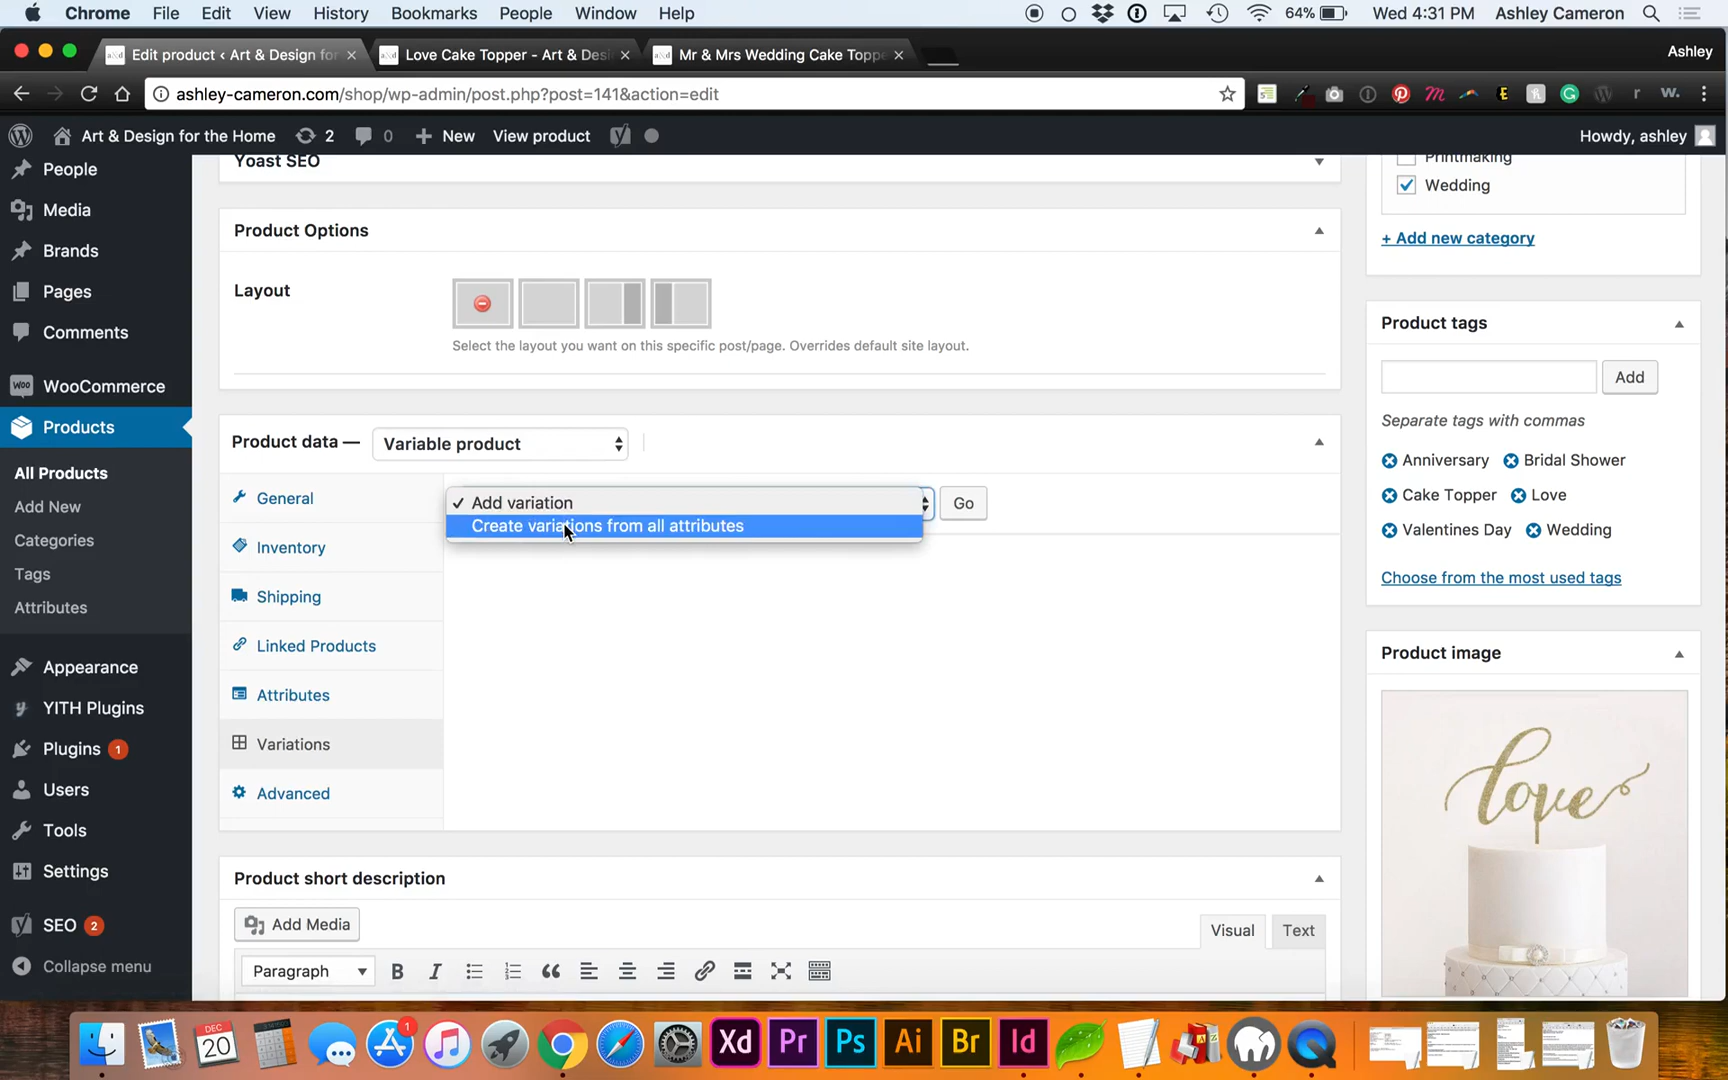 Chrome File Edit View History Bookmarks People Window Help 64% Wed 4:31 PM Ashley Cameron
Edit product ‹ Art & Design for
Love Cake Topper - Art & Desi
Mr & Mrs Wedding Cake Toppe
Ashley
ashley-cameron.com/shop/wp-admin/post.php?post=141&action=edit
Art & Design for the Home 2 0 New View product Howdy, ashley
People
Media
Brands
Pages
Comments
WooCommerce
Products
All Products
Add New
Categories
Tags
Attributes
Appearance
YITH Plugins
Plugins 1
Users
Tools
Settings
SEO 2
Collapse menu
Yoast SEO
Product Options
Layout
Select the layout you want on this specific post/page. Overrides default site layout.
Product data — Variable product
General
Inventory
Shipping
Linked Products
Attributes
Variations
Advanced
✓ Add variation
Create variations from all attributes
Go
Product short description
Add Media
Visual Text
Paragraph
Printmaking
Wedding
+ Add new category
Product tags
Add
Separate tags with commas
Anniversary Bridal Shower
Cake Topper Love
Valentines Day Wedding
Choose from the most used tags
Product image
love
DEC
20
1
Xd Pr Ps Ai Br Id